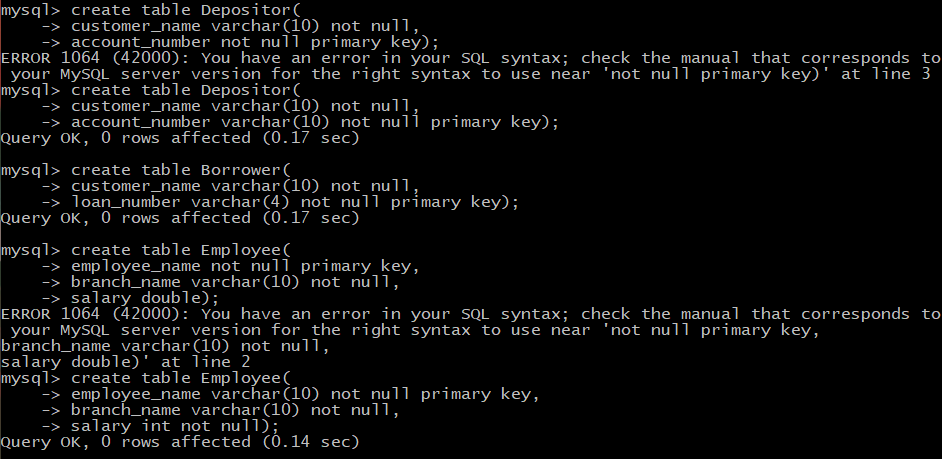 mysql> create table Depositor(
    -> customer_name varchar(10) not null,
    -> account_number not null primary key);
ERROR 1064 (42000): You have an error in your SQL syntax; check the manual that corresponds to
 your MySQL server version for the right syntax to use near 'not null primary key)' at line 3
mysql> create table Depositor(
    -> customer_name varchar(10) not null,
    -> account_number varchar(10) not null primary key);
Query OK, 0 rows affected (0.17 sec)

mysql> create table Borrower(
    -> customer_name varchar(10) not null,
    -> loan_number varchar(4) not null primary key);
Query OK, 0 rows affected (0.17 sec)

mysql> create table Employee(
    -> employee_name not null primary key,
    -> branch_name varchar(10) not null,
    -> salary double);
ERROR 1064 (42000): You have an error in your SQL syntax; check the manual that corresponds to
 your MySQL server version for the right syntax to use near 'not null primary key,
branch_name varchar(10) not null,
salary double)' at line 2
mysql> create table Employee(
    -> employee_name varchar(10) not null primary key,
    -> branch_name varchar(10) not null,
    -> salary int not null);
Query OK, 0 rows affected (0.14 sec)